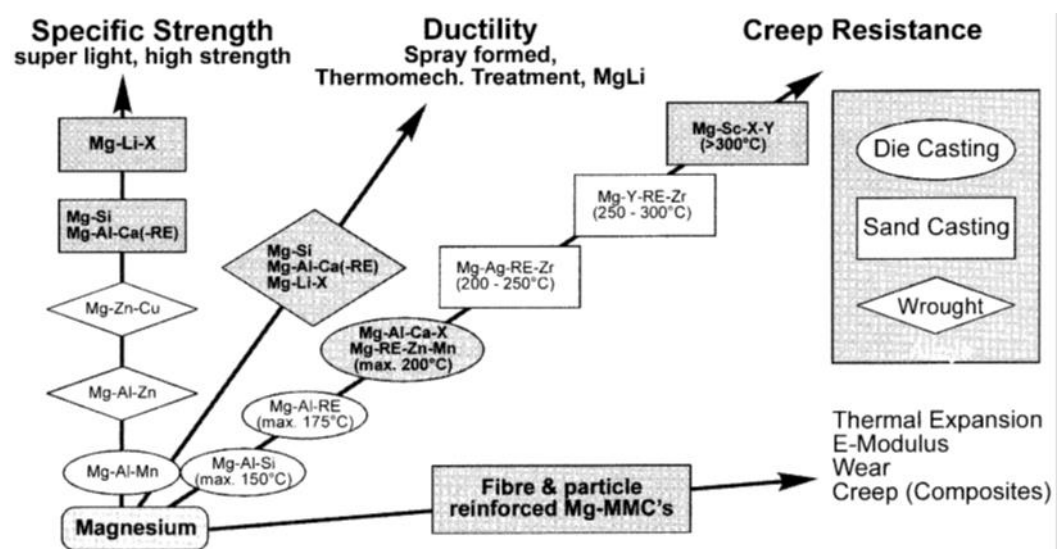 Specific Strength
super light, high strength
Ductility
Spray formed,
Thermomech. Treatment, MgLi
Creep Resistance
Mg-Li-X
Mg-Si
Mg-Al-Ca(-RE)
Mg-Zn-Cu
Mg-Al-Zn
Mg-Al-Mn
Magnesium
Mg-Si
Mg-Al-Ca(-RE)
Mg-Li-X
Mg-Sc-X-Y
(>300°C)
Mg-Y-RE-Zr
(250 - 300°C)
Mg-Ag-RE-Zr
(200 - 250°C)
Mg-Al-Ca-X
Mg-RE-Zn-Mn
(max. 200°C)
Mg-Al-RE
(max. 175°C)
Mg-Al-Si
(max. 150°C)
Fibre & particle
reinforced Mg-MMC's
Die Casting
Sand Casting
Wrought
Thermal Expansion
E-Modulus
Wear
Creep (Composites)